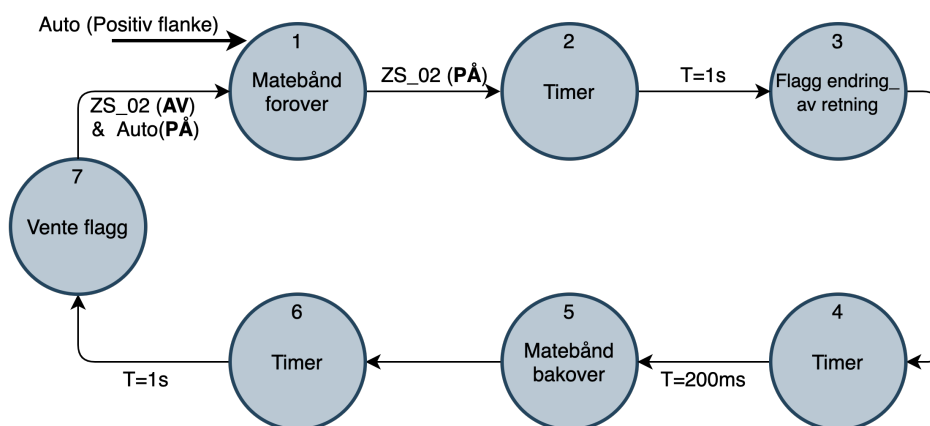 Auto (Positiv flanke)
1
Matebånd
forover
ZS_02 (PÅ)
2
Timer
T=1s
3
Flagg endring_
av retning
ZS_02 (AV)
& Auto(PÅ)
7
Vente flagg
6
Timer
T=1s
5
Matebånd
bakover
T=200ms
4
Timer